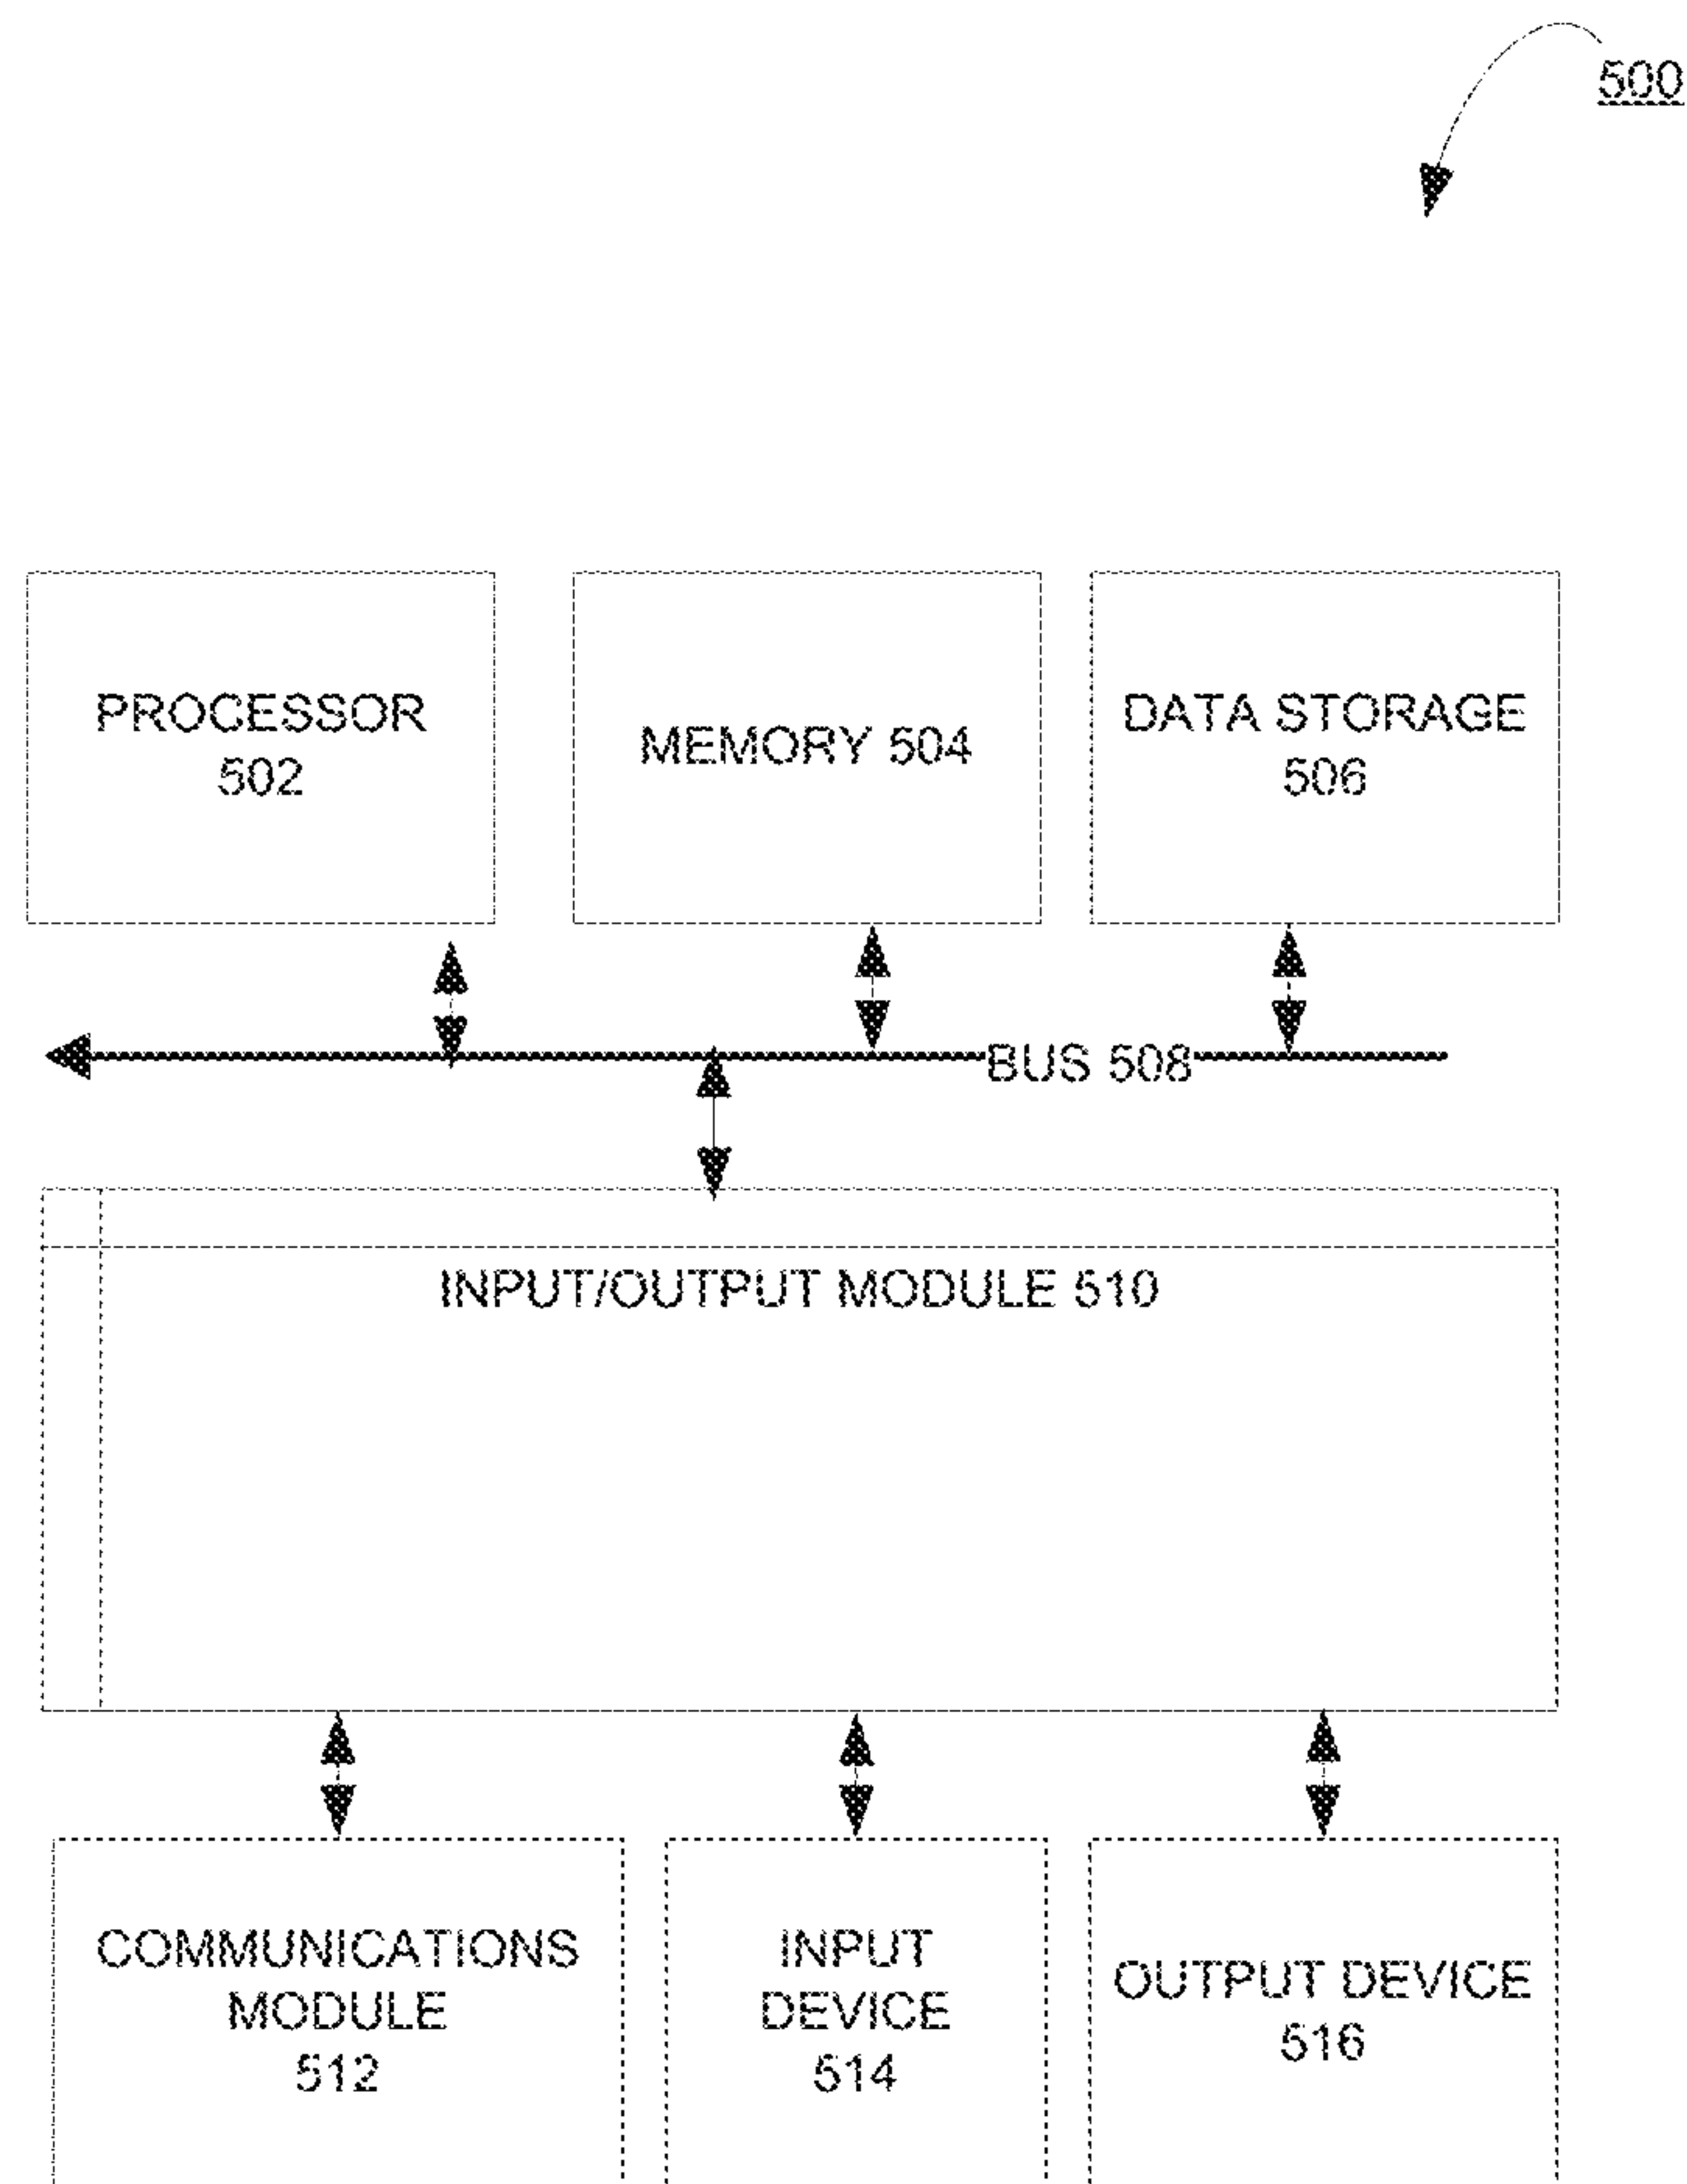 500
PROCESSOR
502
MEMORY 504
DATA STORAGE
506
BUS 508
INPUT/OUTPUT MODULE 510
COMMUNICATIONS
MODULE
512
INPUT
DEVICE
514
OUTPUT DEVICE
516